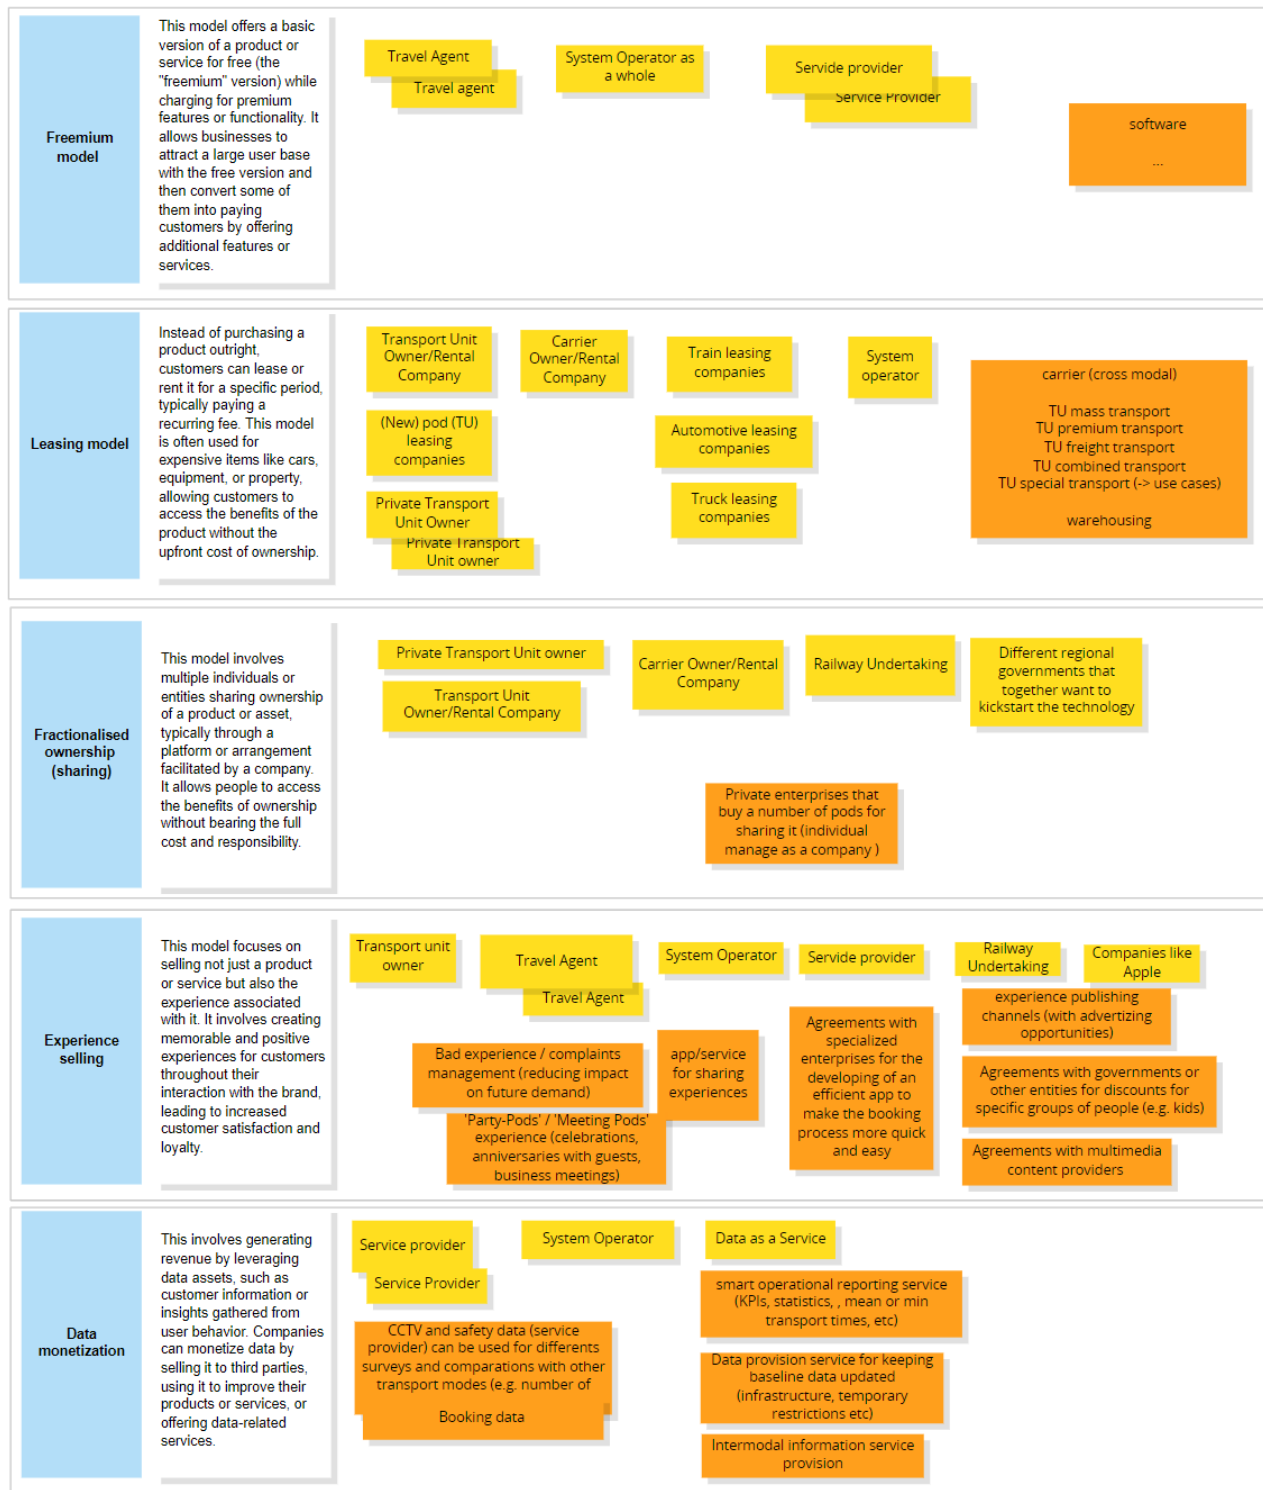 Freemium
model
This model offers a basic
version of a product or
service for free (the
"freemium" version) while
charging for premium
features or functionality. It
allows businesses to
attract a large user base
with the free version and
then convert some of
them into paying
customers by offering
additional features or
services.
Travel Agent
Travel agent
System Operator as
a whole
Servide provider
Service Provider
software
...
Leasing model
Instead of purchasing a
product outright,
customers can lease or
rent it for a specific period,
typically paying a
recurring fee. This model
is often used for
expensive items like cars,
equipment, or property,
allowing customers to
access the benefits of the
product without the
upfront cost of ownership.
Transport Unit
Owner/Rental
Company
Carrier
Owner/Rental
Company
Train leasing
companies
System
operator
(New) pod (TU)
leasing
companies
Automotive leasing
companies
Private Transport
Unit Owner
Private Transport
Unit owner
Truck leasing
companies
carrier (cross modal)
TU mass transport
TU premium transport
TU freight transport
TU combined transport
TU special transport (-> use cases)
warehousing
Fractionalised
ownership
(sharing)
This model involves
multiple individuals or
entities sharing ownership
of a product or asset,
typically through a
platform or arrangement
facilitated by a company.
It allows people to access
the benefits of ownership
without bearing the full
cost and responsibility.
Private Transport Unit owner
Transport Unit
Owner/Rental Company
Carrier Owner/Rental
Company
Railway Undertaking
Different regional
governments that
together want to
kickstart the technology
Private enterprises that
buy a number of pods for
sharing it (individual
manage as a company )
Experience
selling
This model focuses on
selling not just a product
or service but also the
experience associated
with it. It involves creating
memorable and positive
experiences for customers
throughout their
interaction with the brand,
leading to increased
customer satisfaction and
loyalty.
Transport unit
owner
Travel Agent
Travel Agent
System Operator
Servide provider
Railway
Undertaking
Companies like
Apple
Bad experience / complaints
management (reducing impact
on future demand)
'Party-Pods' / 'Meeting Pods'
experience (celebrations,
anniversaries with guests,
business meetings)
app/service
for sharing
experiences
Agreements with
specialized
enterprises for the
developing of an
efficient app to
make the booking
process more quick
and easy
experience publishing
channels (with advertizing
opportunities)
Agreements with governments or
other entities for discounts for
specific groups of people (e.g. kids)
Agreements with multimedia
content providers
Data
monetization
This involves generating
revenue by leveraging
data assets, such as
customer information or
insights gathered from
user behavior. Companies
can monetize data by
selling it to third parties,
using it to improve their
products or services, or
offering data-related
services.
Service provider
Service Provider
System Operator
Data as a Service
CCTV and safety data (service
provider) can be used for differents
surveys and comparations with other
transport modes (e.g. number of
Booking data
smart operational reporting service
(KPIs, statistics, , mean or min
transport times, etc)
Data provision service for keeping
baseline data updated
(infrastructure, temporary
restrictions etc)
Intermodal information service
provision